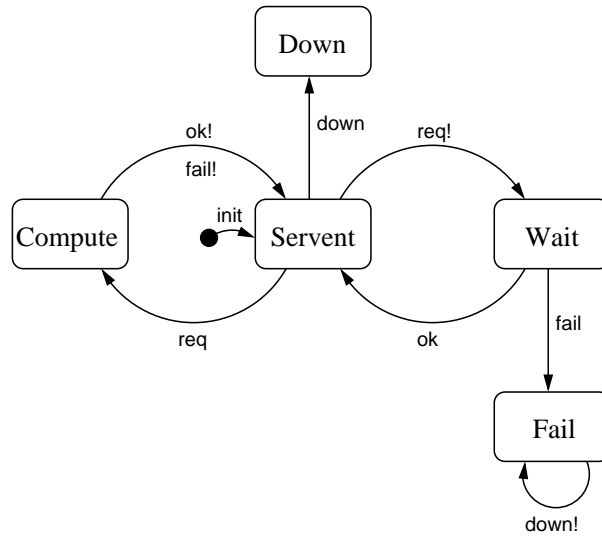 Down
down
ok!
fail!
req!
init
Compute
Servent
Wait
req
ok
fail
Fail
down!